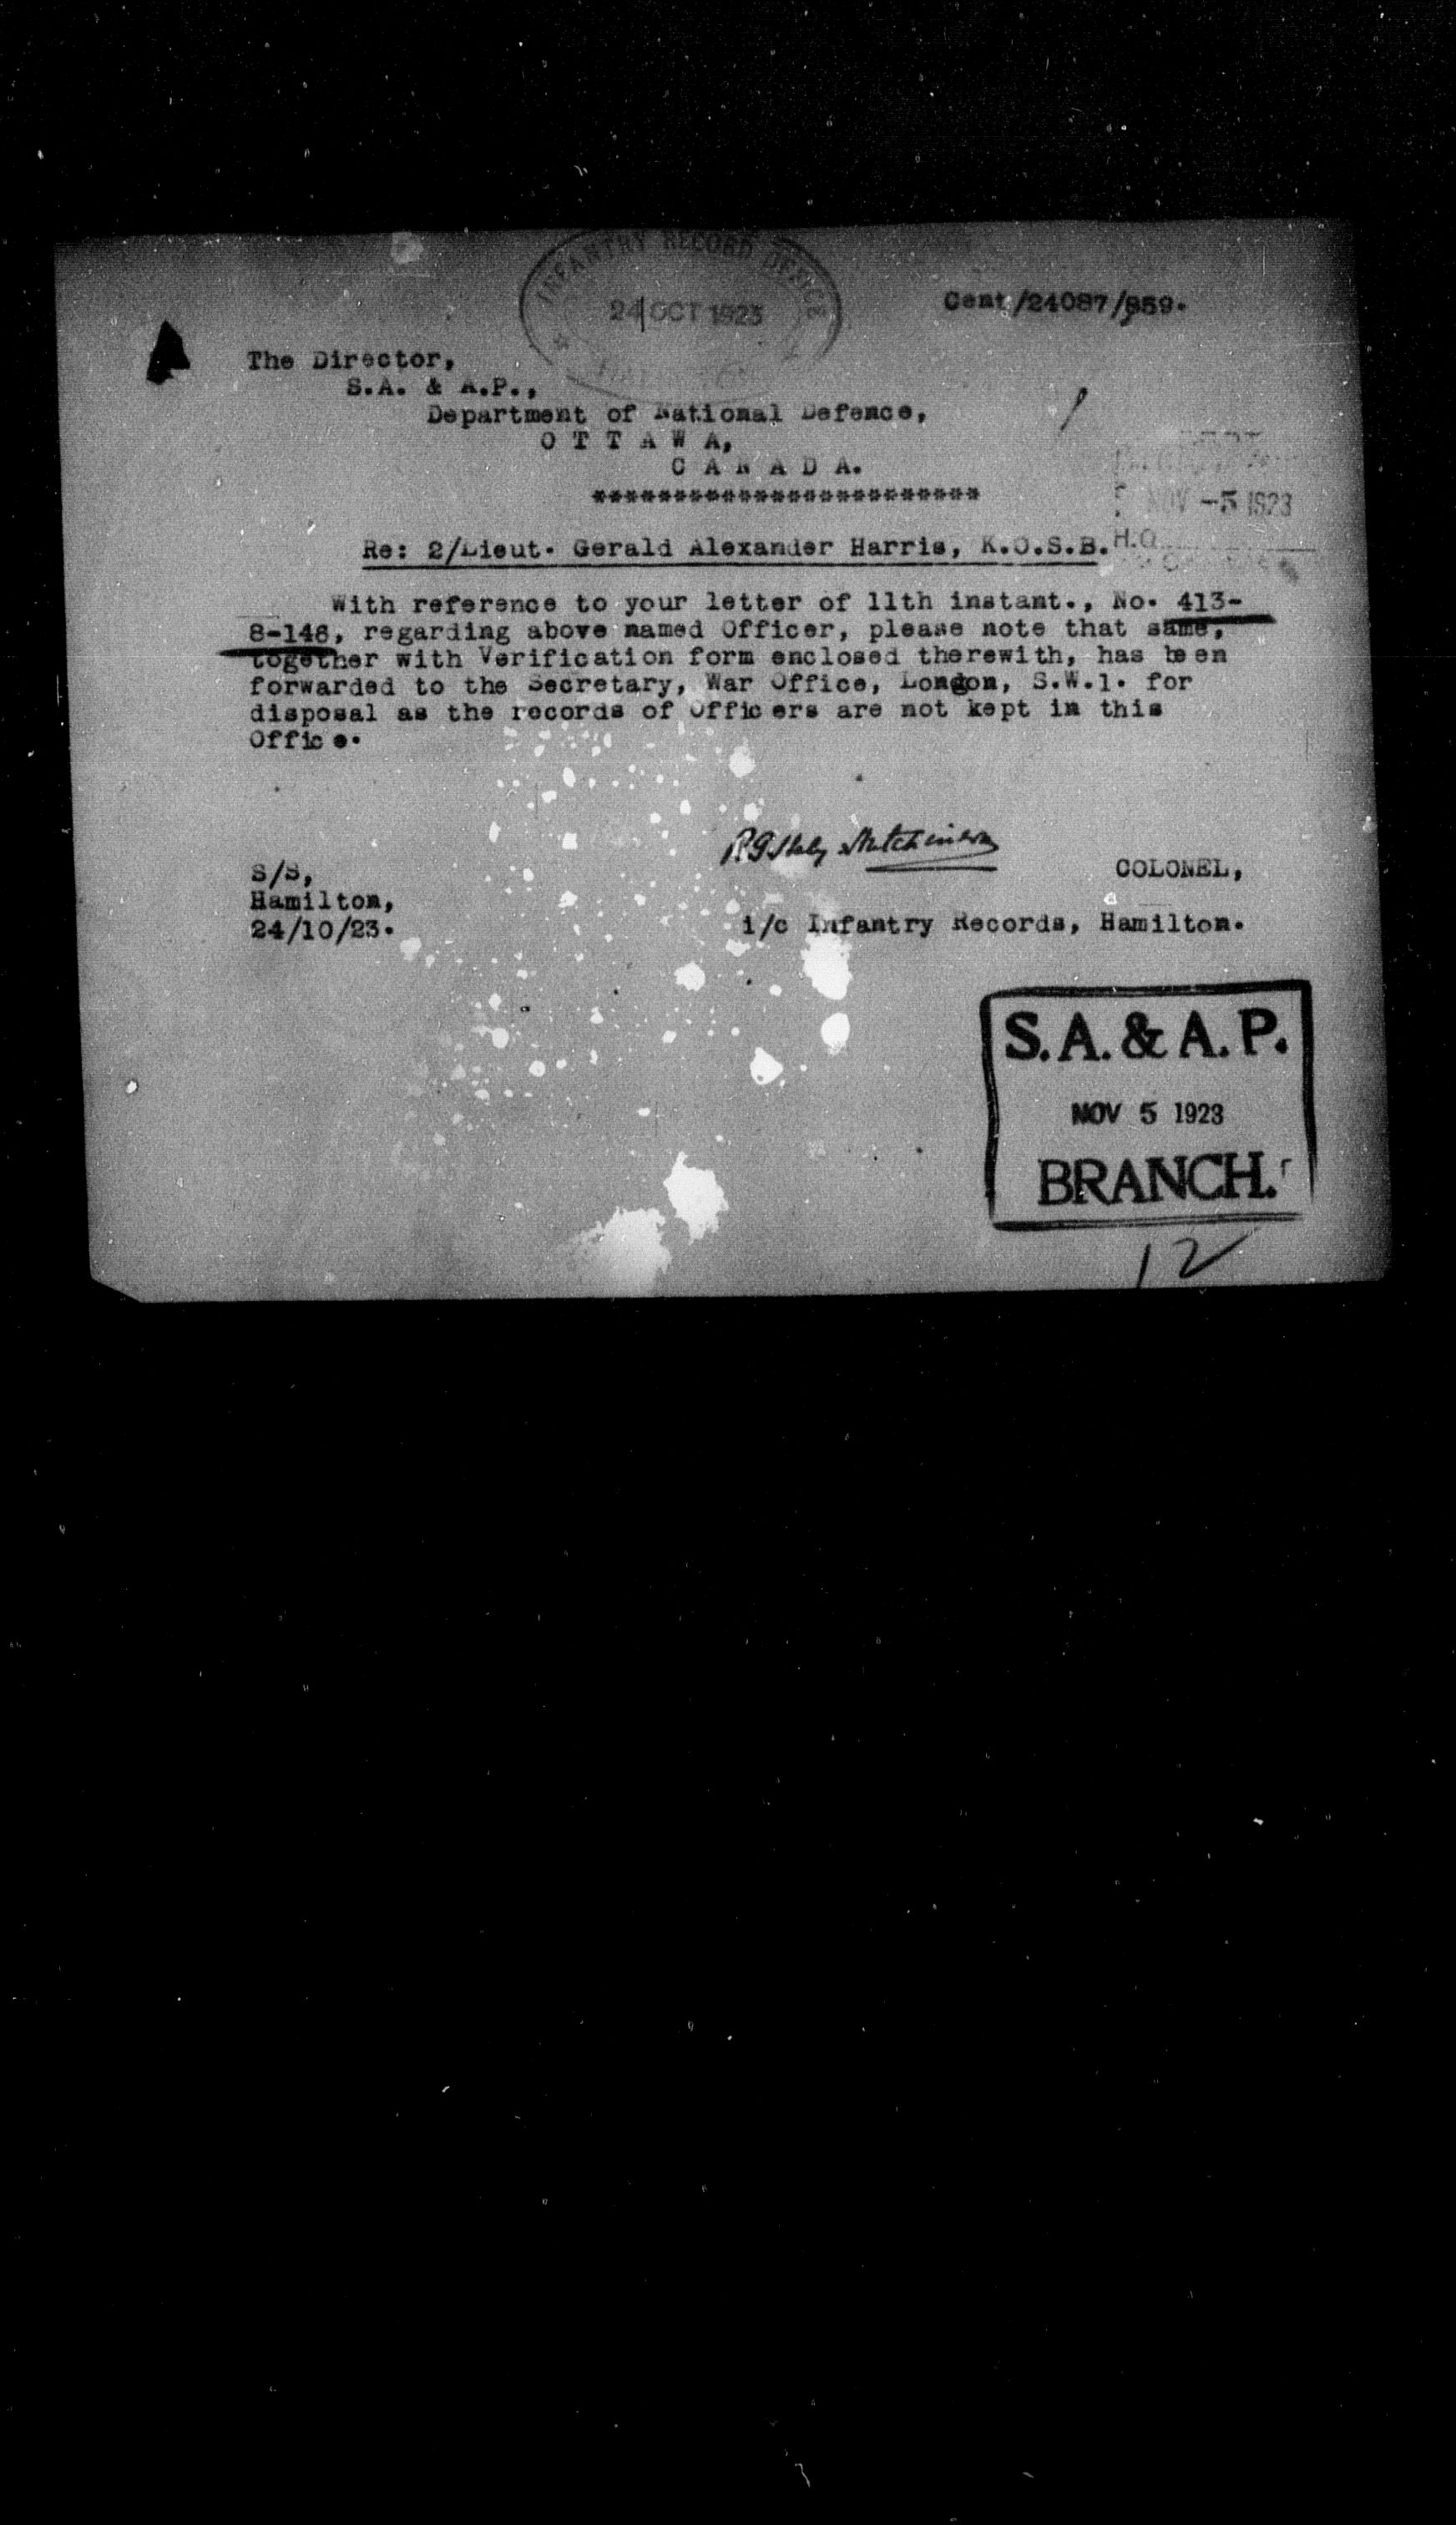 INFANTRY RECORD OFFICE
24 OCT 1923
Cent/24087/859.
The Director,
S.A. & A.P.,
Department of National Defence,
O T T A W A,
C A N A D A.
************************
NOV -5 1923
H.Q.
Re: 2/Lieut. Gerald Alexander Harris, K.O.S.B.
With reference to your letter of 11th instant., No. 413-
8-148, regarding above named Officer, please note that same,
together with Verification form enclosed therewith, has been
forwarded to the Secretary, War Office, London, S.W.1. for
disposal as the records of Officers are not kept in this
Office.
Hutchinson
S/S,
COLONEL,
Hamilton,
24/10/23.
i/c Infantry Records, Hamilton.
S.A. & A.P.
NOV 5 1923
BRANCH.
12